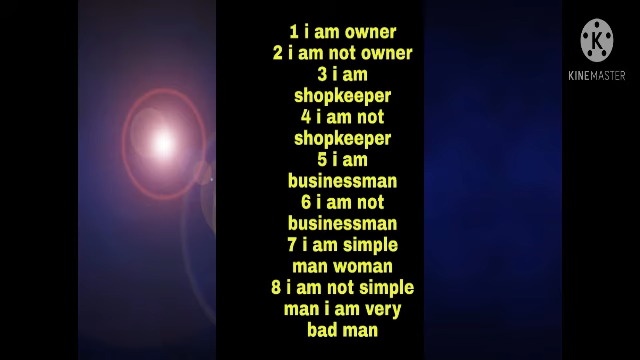 1 i am owner
2 i am not owner
3 i am
shopkeeper
4 i am not
shopkeeper
5 i am
businessman
6 i am not
businessman
7 i am simple
man woman
8 i am not simple
man i am very
bad man
K
KINEMASTER